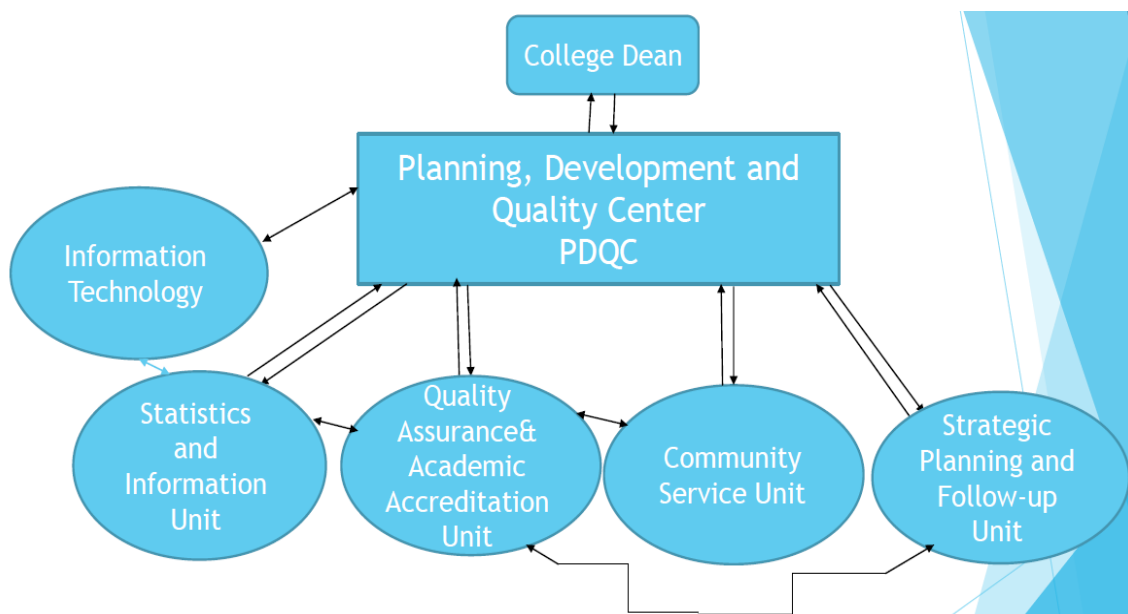 College Dean
Planning, Development and
Quality Center
PDQC
Information
Technology
Statistics
and
Information
Unit
Quality
Assurance&
Academic
Accreditation
Unit
Community
Service Unit
Strategic
Planning and
Follow-up
Unit